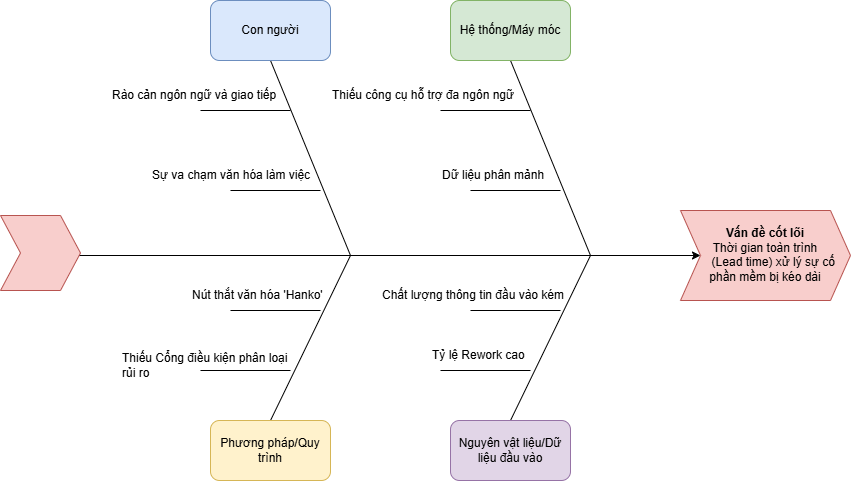 Con người
Hệ thống/Máy móc
Rào cản ngôn ngữ và giao tiếp
Thiếu công cụ hỗ trợ đa ngôn ngữ
Sự va chạm văn hóa làm việc
Dữ liệu phân mảnh
Vấn đề cốt lõi
Thời gian toàn trình
(Lead time) xử lý sự cố
phần mềm bị kéo dài
Nút thắt văn hóa 'Hanko'
Chất lượng thông tin đầu vào kém
Thiếu Cổng điều kiện phân loại
rủi ro
Tỷ lệ Rework cao
Phương pháp/Quy
trình
Nguyên vật liệu/Dữ
liệu đầu vào